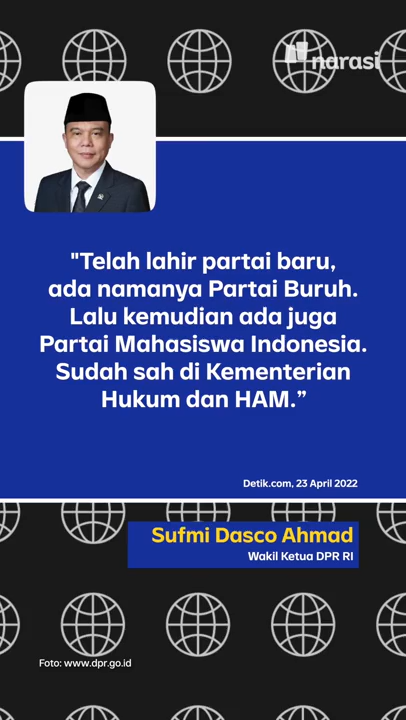 narasi
"Telah lahir partai baru,
ada namanya Partai Buruh.
Lalu kemudian ada juga
Partai Mahasiswa Indonesia.
Sudah sah di Kementerian
Hukum dan HAM.”
Detik.com, 23 April 2022
Sufmi Dasco Ahmad
Wakil Ketua DPR RI
Foto: www.dpr.go.id